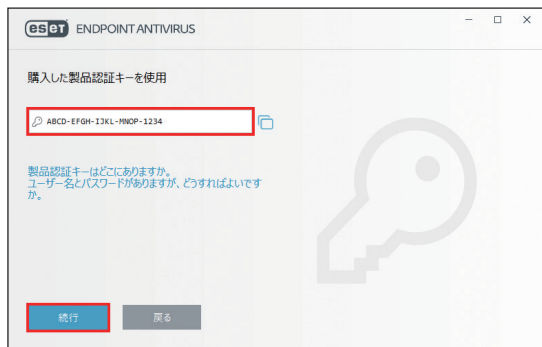 eset ENDPOINT ANTIVIRUS
購入した製品認証キーを使用
ABCD-EFGH-IJKL-MNOP-1234
製品認証キーはどこにありますか。
ユーザー名とパスワードがありますが、どうすればよいです
か。
続行 戻る